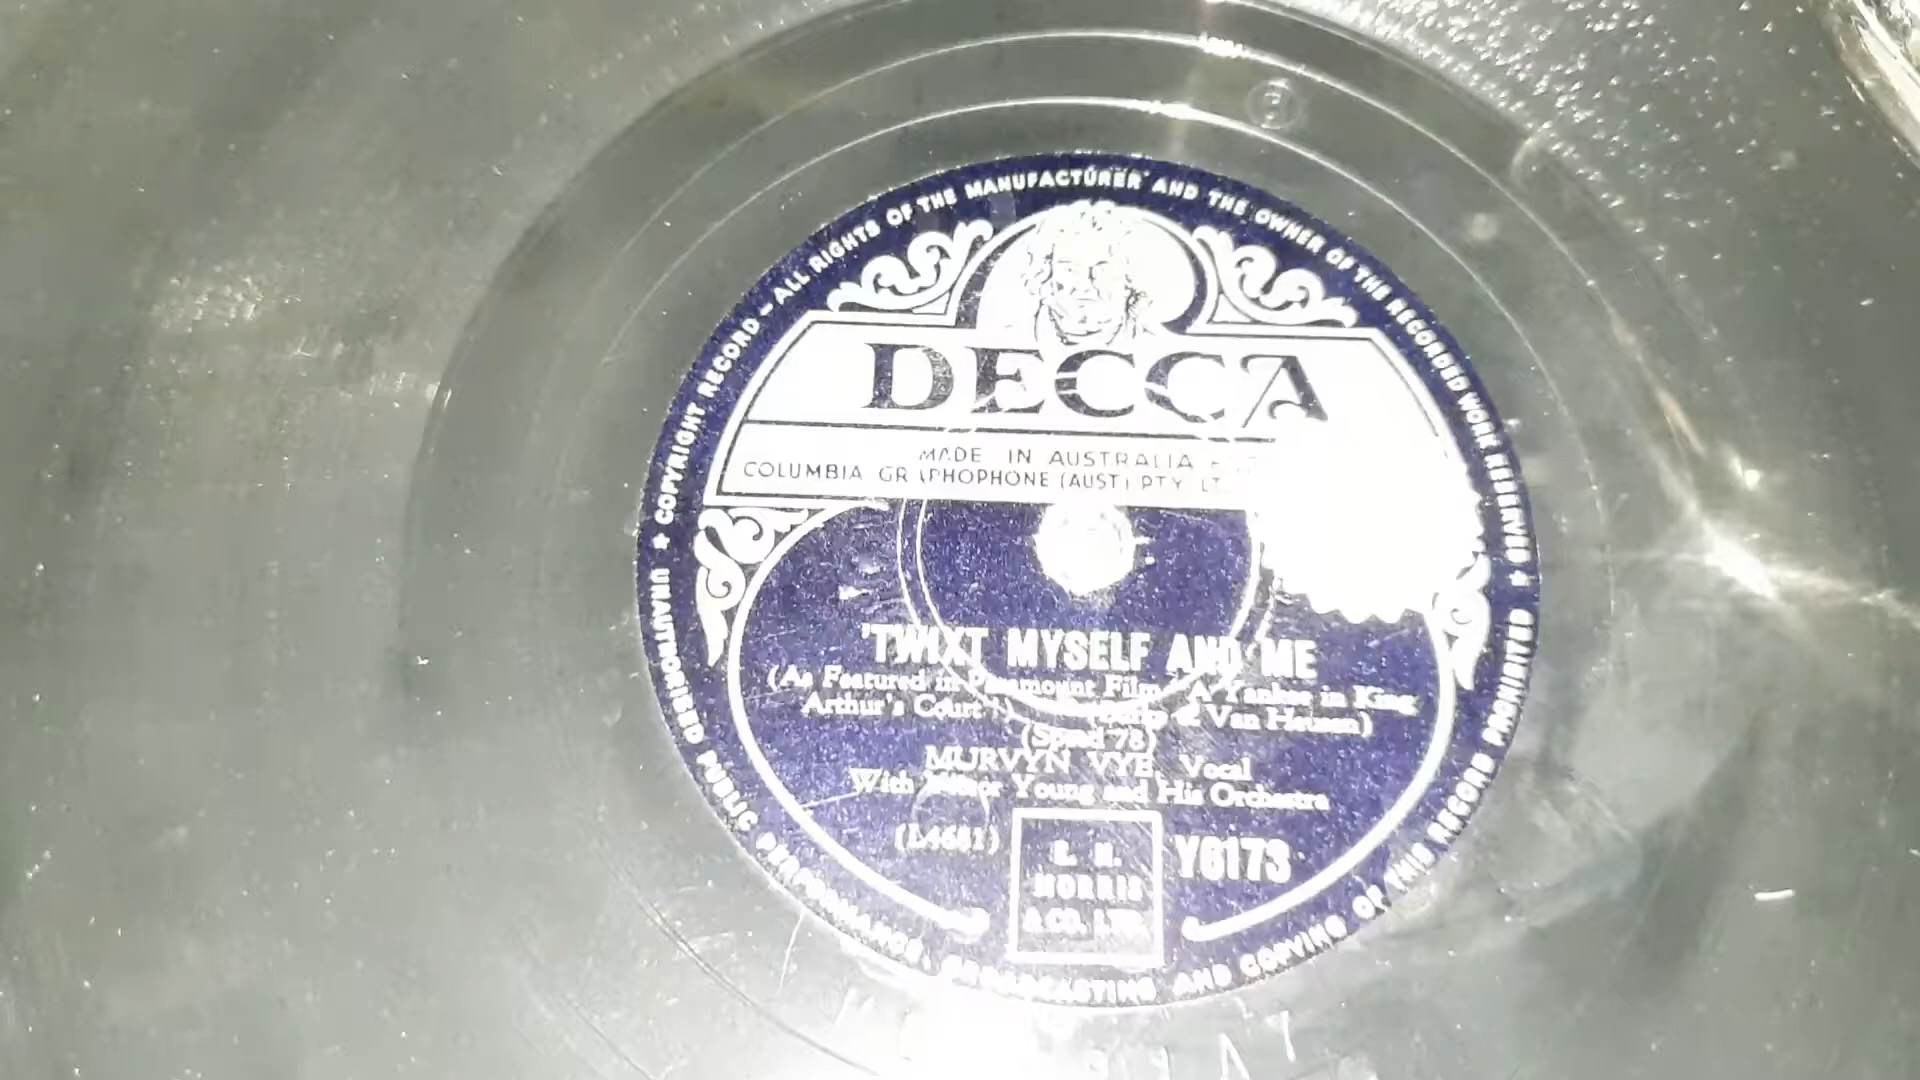 ★ COPYRIGHT RECORD – ALL RIGHTS OF THE MANUFACTURER AND THE OWNER OF THE RECORDED WORK RESERVED ★
UNAUTHORISED PUBLIC PERFORMANCE, BROADCASTING AND COPYING OF THIS RECORD PROHIBITED
DECCA
MADE IN AUSTRALIA
COLUMBIA GRAPHOPHONE (AUST) PTY LT
'TWIXT MYSELF AND ME
(As Featured in Paramount Film "A Yankee in King
Arthur's Court") Van Heusen)
(Speed 78)
MURVYN VYE, Vocal
With Victor Young and His Orchestra
(L4681)
Y6173
MORRIS
& CO. LTD.